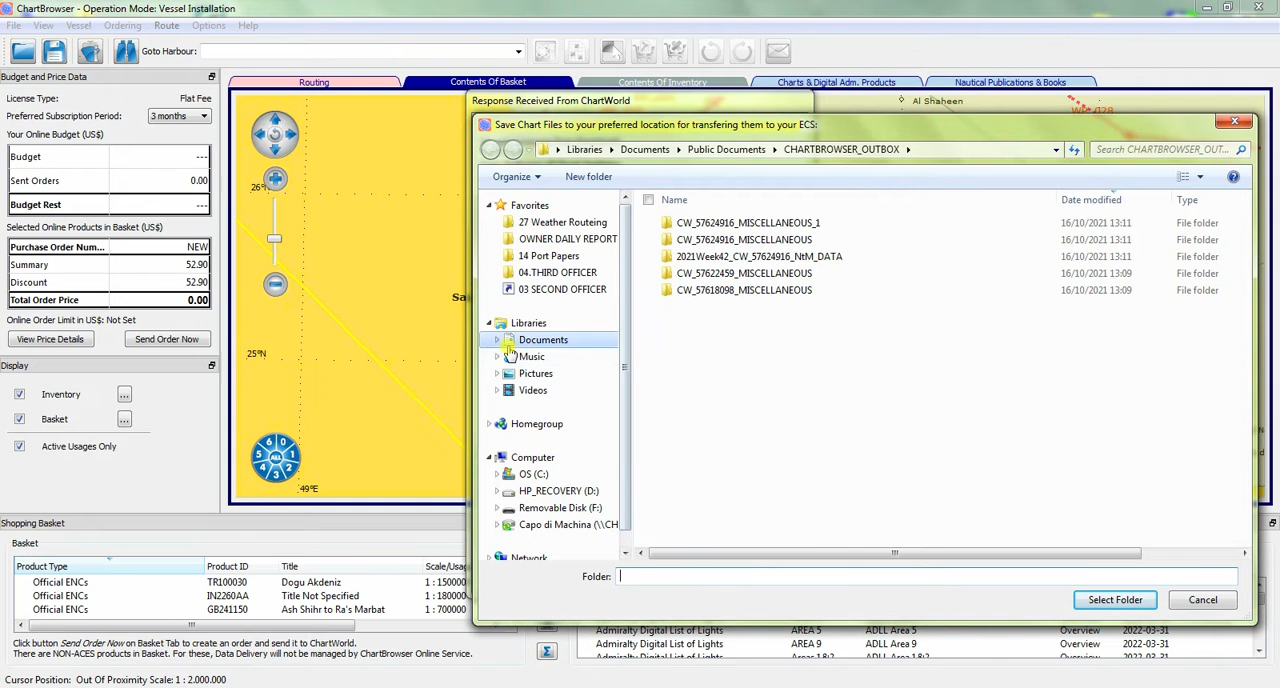 ChartBrowser - Operation Mode: Vessel Installation
File View Vessel Ordering Route Options Help
Goto Harbour:
Budget and Price Data
License Type: Flat Fee
Preferred Subscription Period: 3 months
Your Online Budget (US$)
Budget ---
Sent Orders 0.00
Budget Rest ---
Selected Online Products in Basket (US$)
Purchase Order Num... NEW
Summary 52.90
Discount 52.90
Total Order Price 0.00
Online Order Limit in US$: Not Set
View Price Details Send Order Now
Display
Inventory ...
Basket ...
Active Usages Only
Routing Contents Of Basket Contents Of Inventory Charts & Digital Adm. Products Nautical Publications & Books
26°
25°N
49°E
6 0 1 2 3 4 5 ALL
Al Shaheen
Response Received From ChartWorld
Save Chart Files to your preferred location for transfering them to your ECS:
Libraries Documents Public Documents CHARTBROWSER_OUTBOX Search CHARTBROWSER_OUT...
Organize New folder
Favorites
27 Weather Routeing
OWNER DAILY REPORT
14 Port Papers
04.THIRD OFFICER
03 SECOND OFFICER
Libraries
Documents
Music
Pictures
Videos
Homegroup
Computer
OS (C:)
HP_RECOVERY (D:)
Removable Disk (F:)
Capo di Machina (\\CH
Network
Name Date modified Type
CW_57624916_MISCELLANEOUS_1 16/10/2021 13:11 File folder
CW_57624916_MISCELLANEOUS 16/10/2021 13:11 File folder
2021Week42_CW_57624916_NtM_DATA 16/10/2021 13:11 File folder
CW_57622459_MISCELLANEOUS 16/10/2021 13:09 File folder
CW_57618098_MISCELLANEOUS 16/10/2021 13:09 File folder
Folder:
Select Folder Cancel
Shopping Basket
Basket
Product Type Product ID Title Scale/Usa
Official ENCs TR100030 Dogu Akdeniz 1 : 150000
Official ENCs IN2260AA Title Not Specified 1 : 180000
Official ENCs GB241150 Ash Shihr to Ra's Marbat 1 : 700000
Click button Send Order Now on Basket Tab to create an order and send it to ChartWorld.
There are NON-ACES products in Basket. For these, Data Delivery will not be managed by ChartBrowser Online Service.
Admiralty Digital List of Lights AREA 5 ADLL Area 5 Overview 2022-03-31
Admiralty Digital List of Lights AREA 9 ADLL Area 9 Overview 2022-03-31
Cursor Position: Out Of Proximity Scale: 1 : 2.000.000